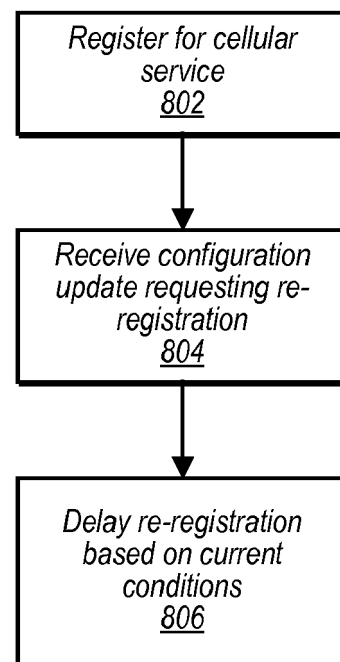 Register for cellular
service
802
Receive configuration
update requesting re-
registration
804
Delay re-registration
based on current
conditions
806